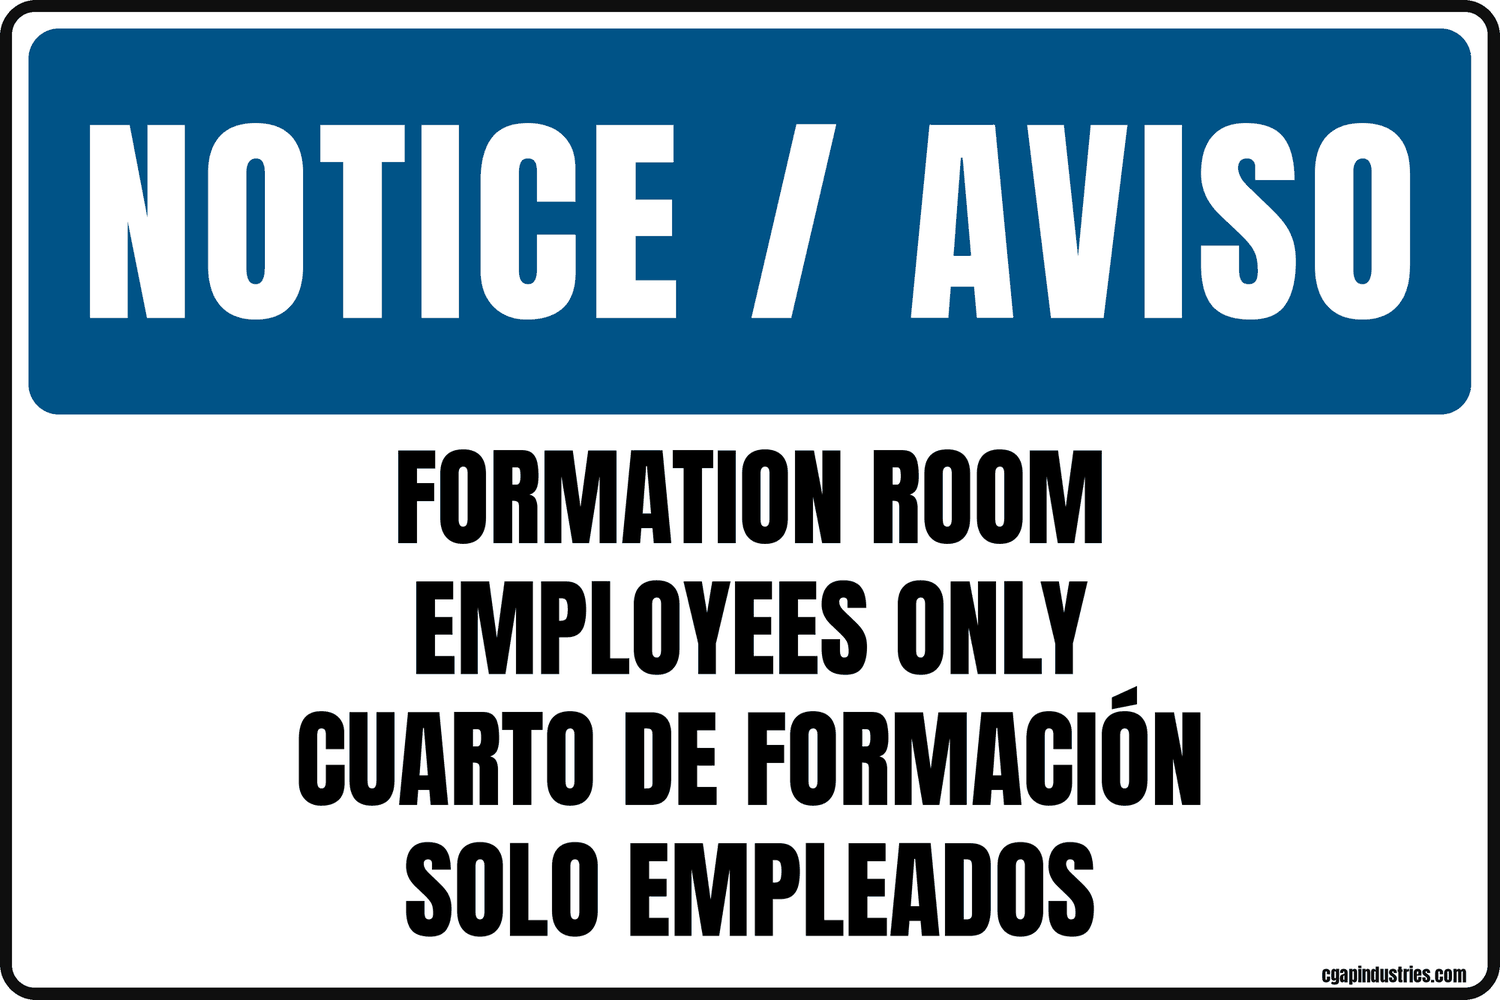 NOTICE / AVISO
FORMATION ROOM
EMPLOYEES ONLY
CUARTO DE FORMACIÓN
SOLO EMPLEADOS
cgapindustries.com